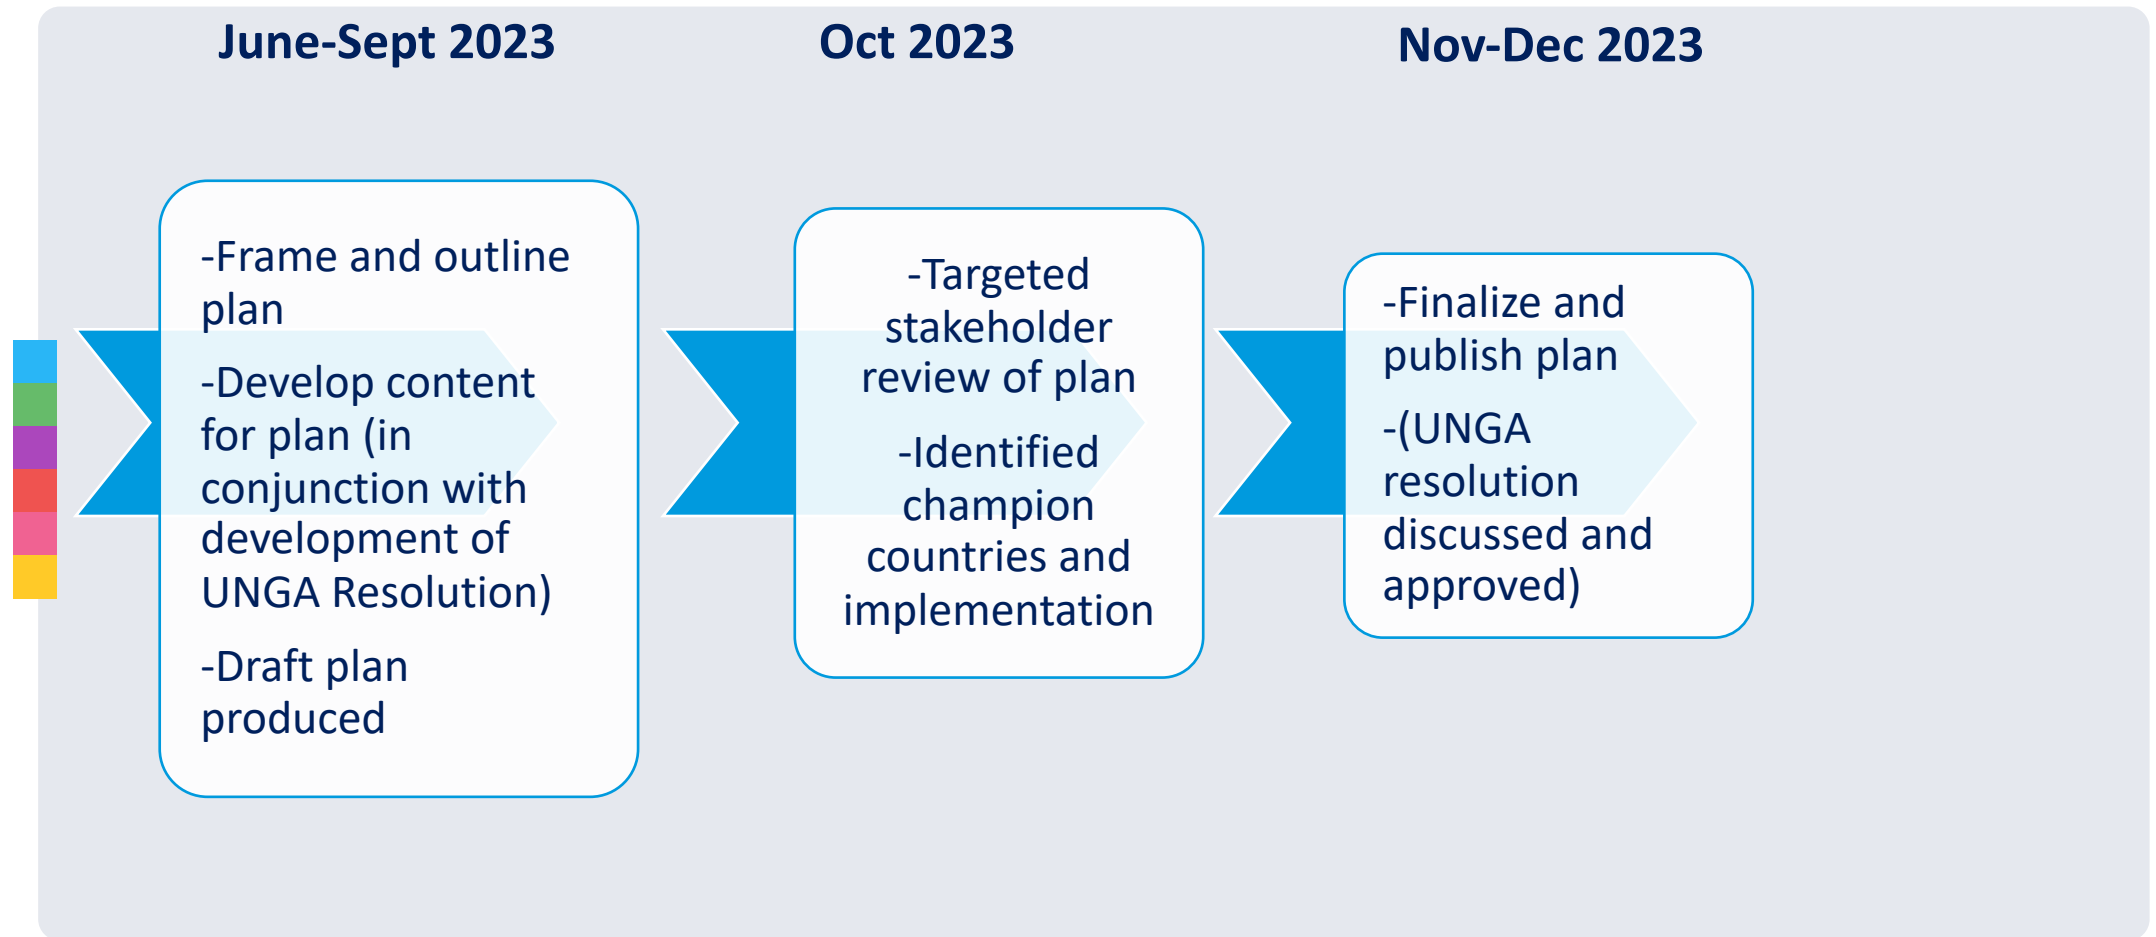 June-Sept 2023
Oct 2023
Nov-Dec 2023
-Frame and outline
plan
-Develop content
for plan (in
conjunction with
development of
UNGA Resolution)
-Draft plan
produced
-Targeted
stakeholder
review of plan
-Identified
champion
countries and
implementation
-Finalize and
publish plan
-(UNGA
resolution
discussed and
approved)